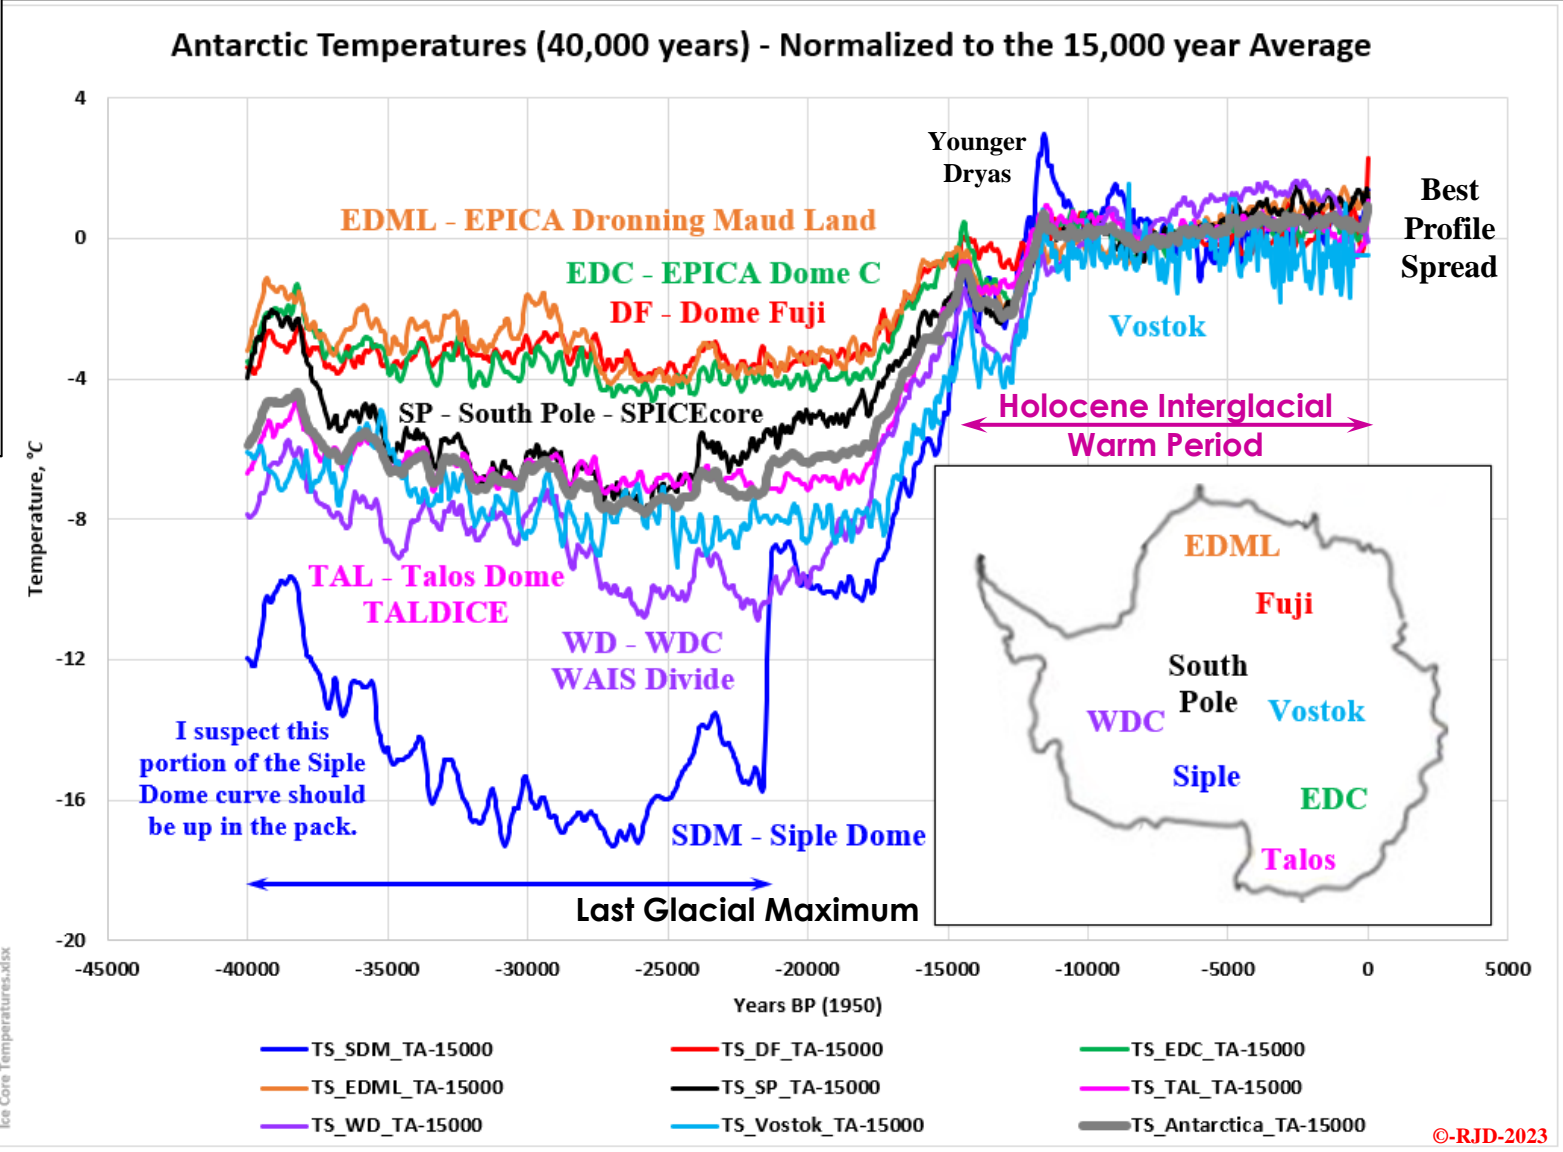 Antarctic Temperatures (40,000 years) - Normalized to the 15,000 year Average
4
0
-4
-8
-12
-16
-20
Temperature, °C
Younger
Dryas
EDML - EPICA Dronning Maud Land
EDC - EPICA Dome C
DF - Dome Fuji
Best
Profile
Spread
Vostok
SP - South Pole - SPICEcore
Holocene Interglacial
Warm Period
TAL - Talos Dome
TALDICE
WD - WDC
WAIS Divide
I suspect this
portion of the Siple
Dome curve should
be up in the pack.
SDM - Siple Dome
Last Glacial Maximum
EDML
Fuji
South
Pole
WDC
Vostok
Siple
EDC
Talos
-45000 -40000 -35000 -30000 -25000 -20000 -15000 -10000 -5000 0 5000
Years BP (1950)
TS_SDM_TA-15000 TS_DF_TA-15000 TS_EDC_TA-15000
TS_EDML_TA-15000 TS_SP_TA-15000 TS_TAL_TA-15000
TS_WD_TA-15000 TS_Vostok_TA-15000 TS_Antarctica_TA-15000
Ice Core Temperatures.xlsx
©-RJD-2023